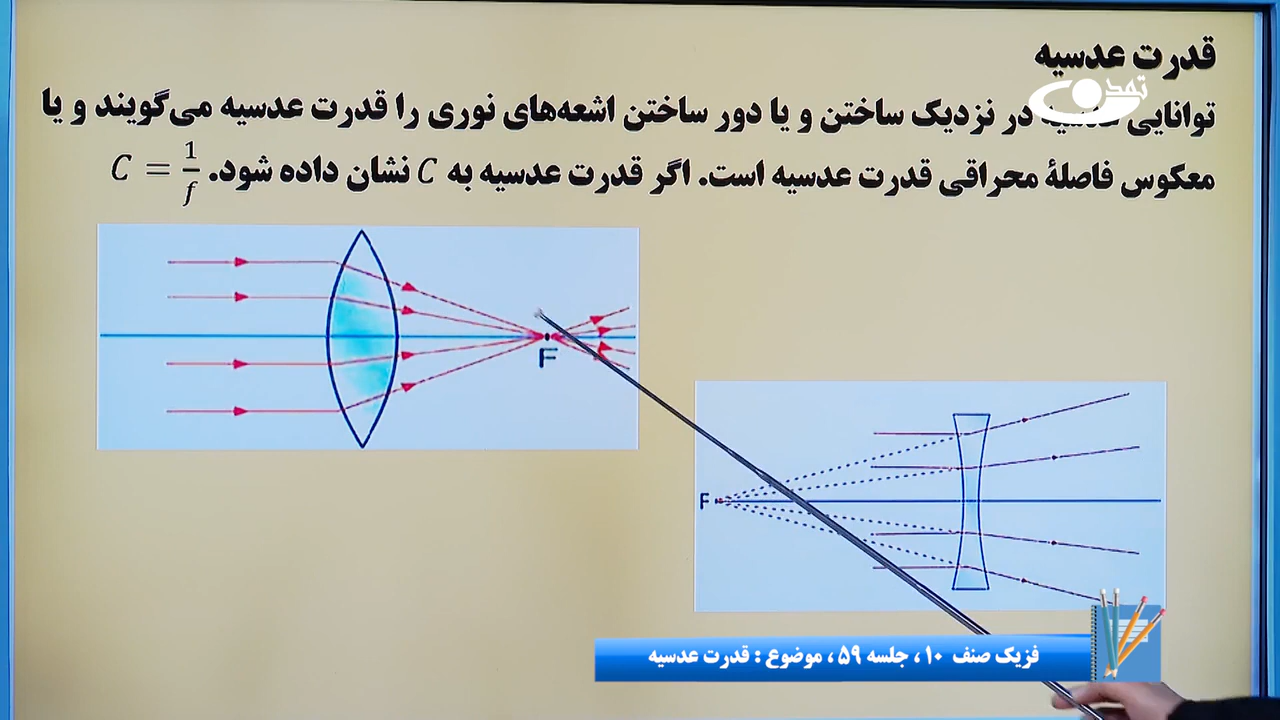 قدرت عدسیه
تمدن
توانایی عدسیه در نزدیک ساختن و یا دور ساختن اشعه‌های نوری را قدرت عدسیه می‌گویند و یا
معکوس فاصلهٔ محراقی قدرت عدسیه است. اگر قدرت عدسیه به C نشان داده شود. C = 1/f
F
F
فزیک صنف ۱۰ ، جلسه ۵۹ ، موضوع : قدرت عدسیه